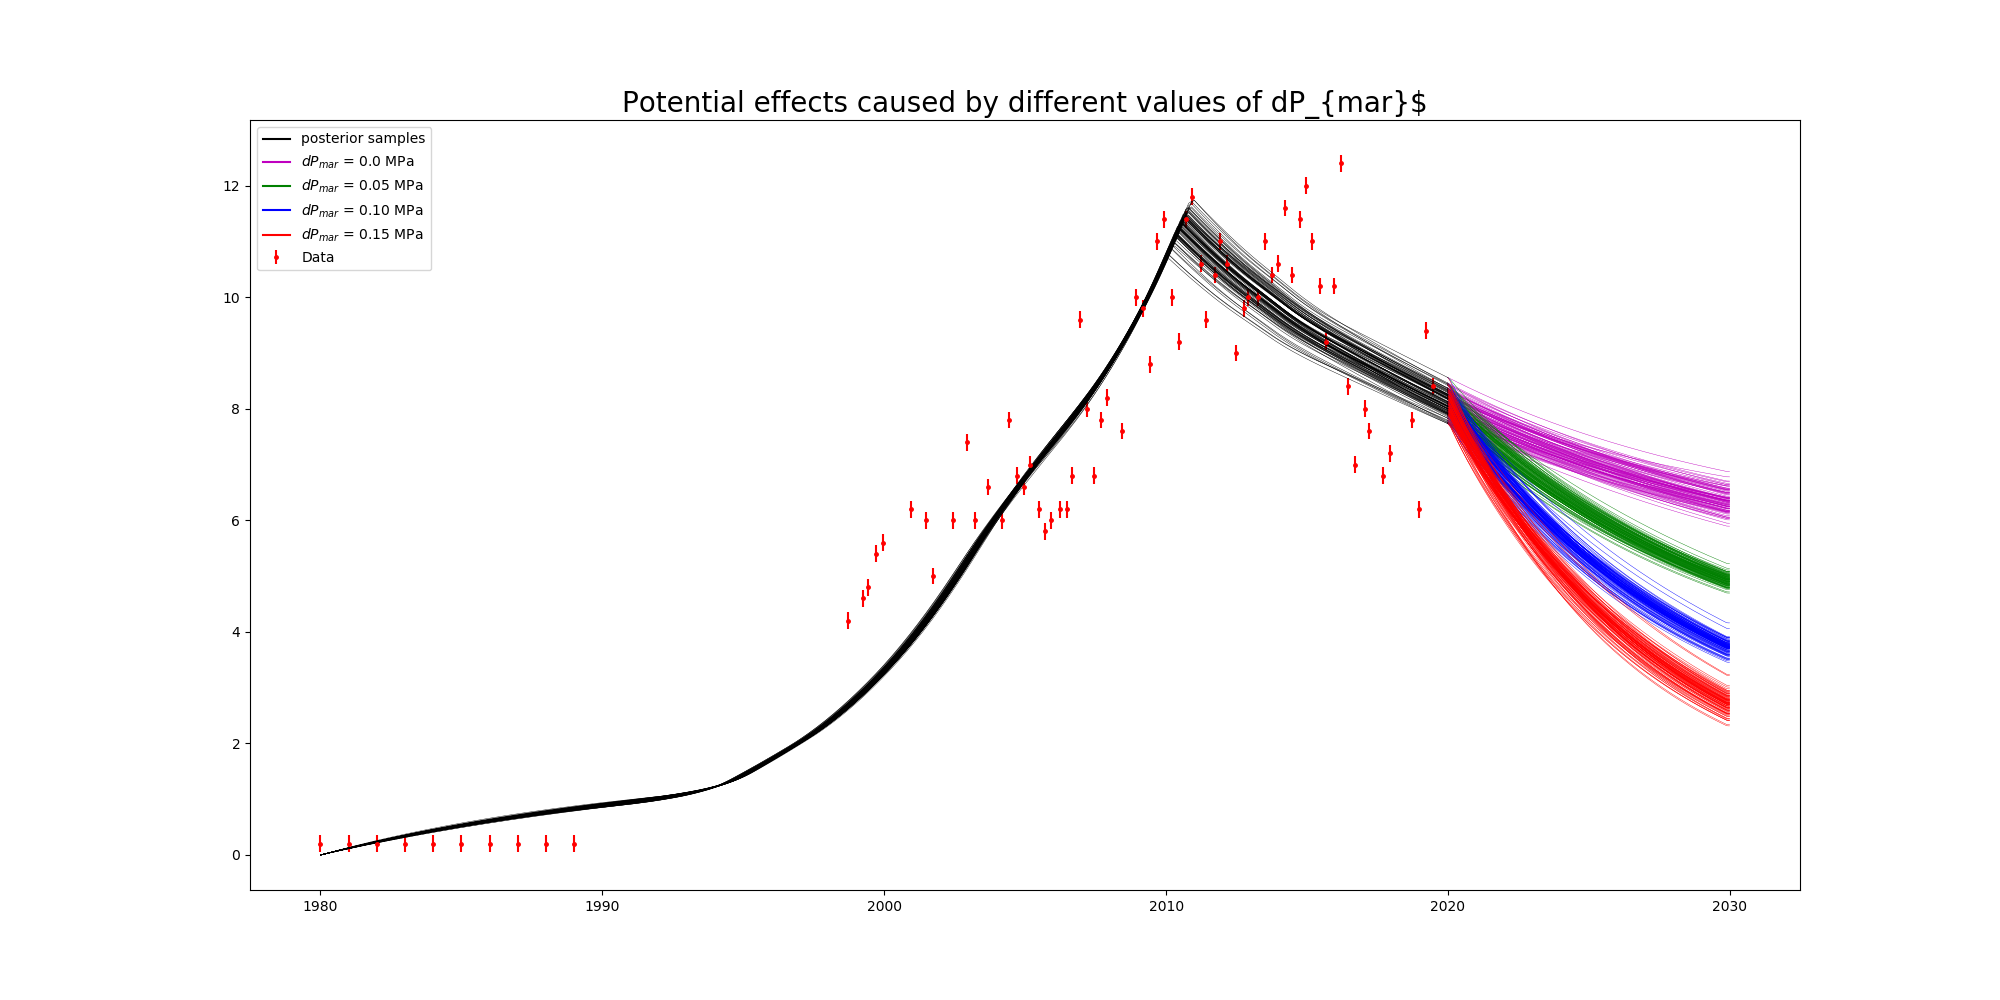 Potential effects caused by different values of dP_{mar}$
posterior samples
dPmar = 0.0 MPa
dPmar = 0.05 MPa
dPmar = 0.10 MPa
dPmar = 0.15 MPa
Data
12
10
8
6
4
2
0
1980 1990 2000 2010 2020 2030